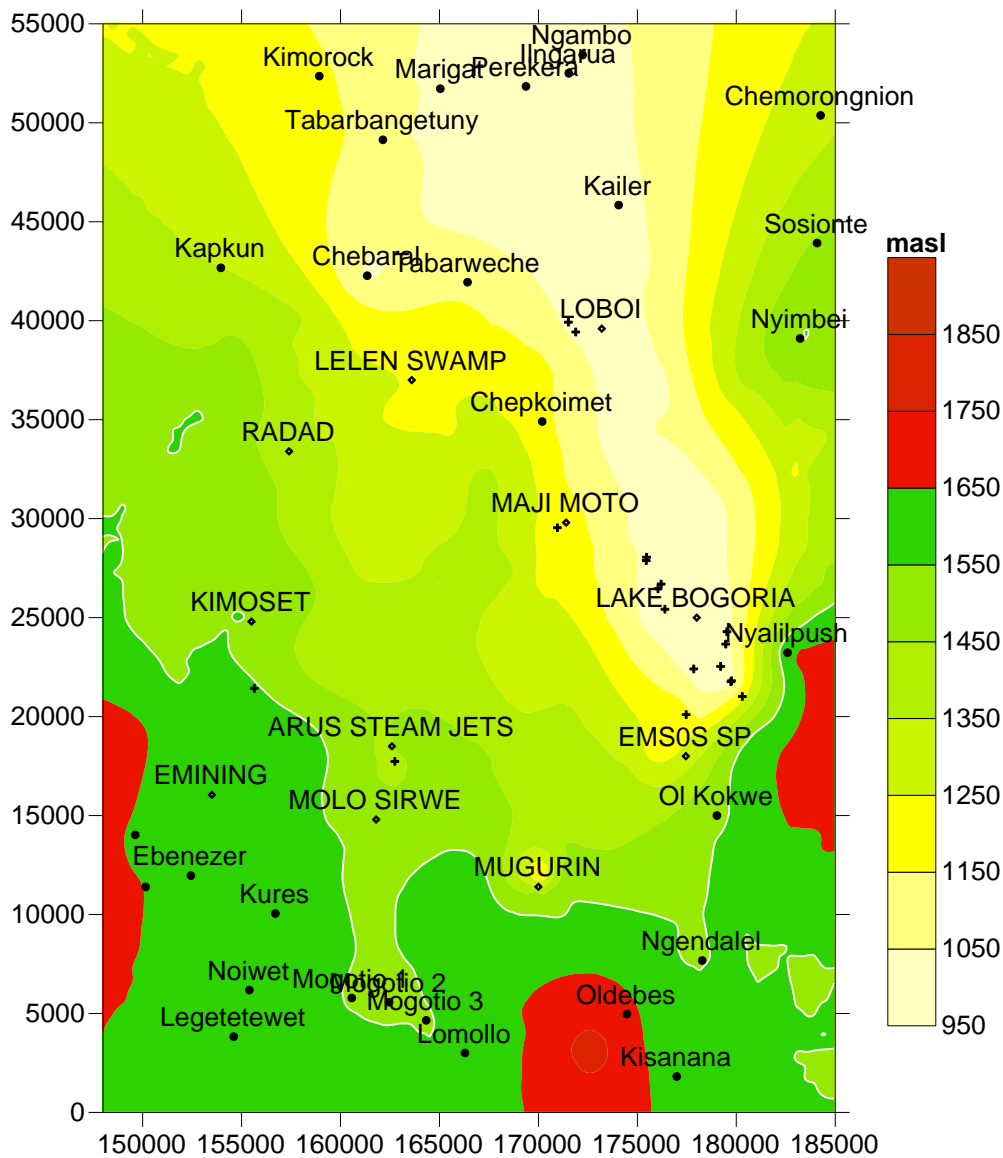 55000
Ngambo
Kimorock
Ilngarua
Marigat
Perekera
Chemorongnion
50000
Tabarbangetuny
Kailer
45000
Sosionte
masl
Kapkun
Chebaral
Tabarweche
40000
LOBOI
Nyimbei
1850
LELEN SWAMP
1750
35000
Chepkoimet
RADAD
1650
30000
MAJI MOTO
1550
25000
KIMOSET
LAKE BOGORIA
1450
Nyalilpush
20000
ARUS STEAM JETS
EMS0S SP
1350
EMINING
15000
MOLO SIRWE
Ol Kokwe
1250
Ebenezer
MUGURIN
1150
10000
Kures
Ngendalel
1050
Noiwet
Mogotio 1
Mogotio 2
5000
Mogotio 3
Oldebes
950
Legetetewet
Lomollo
Kisanana
0
150000 155000 160000 165000 170000 175000 180000 185000